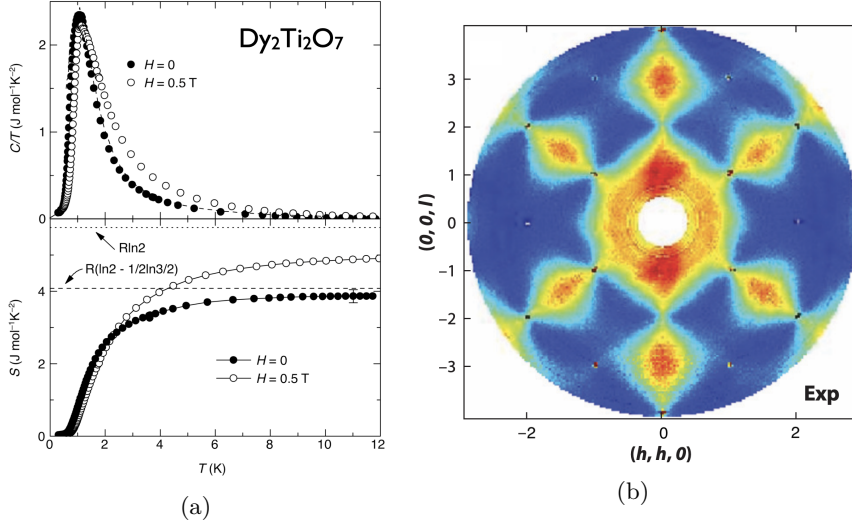 Dy₂Ti₂O₇
H = 0
H = 0.5 T
C/T (J mol⁻¹K⁻²)
2
1
0
Rln2
R(ln2 - 1/2ln3/2)
S (J mol⁻¹K⁻²)
4
2
0
H = 0
H = 0.5 T
0 2 4 6 8 10 12
T (K)
(a)
(0, 0, l)
3
2
1
0
-1
-2
-3
Exp
-2 0 2
(h, h, 0)
(b)